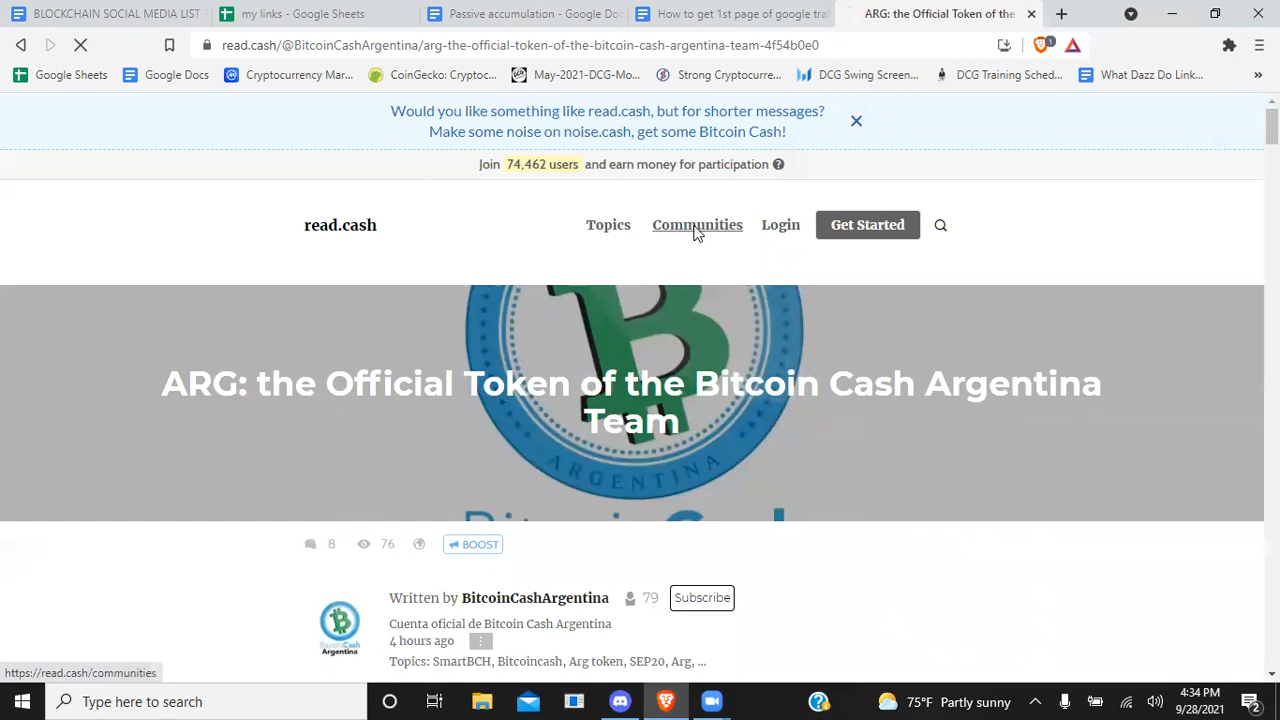 BLOCKCHAIN SOCIAL MEDIA LIST
my links - Google Sheets
Passive accumulation - Google Doc
How to get 1st page of google tra
ARG: the Official Token of the
read.cash/@BitcoinCashArgentina/arg-the-official-token-of-the-bitcoin-cash-argentina-team-4f54b0e0
1
Google Sheets
Google Docs
Cryptocurrency Mar...
CoinGecko: Cryptoc...
May-2021-DCG-Mo...
Strong Cryptocurre...
DCG Swing Screen...
DCG Training Sched...
What Dazz Do Link...
»
Would you like something like read.cash, but for shorter messages?
Make some noise on noise.cash, get some Bitcoin Cash!
Join 74,462 users and earn money for participation
read.cash
Topics
Communities
Login
Get Started
ARG: the Official Token of the Bitcoin Cash Argentina
Team
ARGENTINA
8
76
BOOST
Written by BitcoinCashArgentina
79
Subscribe
Cuenta oficial de Bitcoin Cash Argentina
4 hours ago
Topics: SmartBCH, Bitcoincash, Arg token, SEP20, Arg, ...
BitcoinCash
Argentina
https://read.cash/communities
Type here to search
75°F Partly sunny
4:34 PM
9/28/2021
2